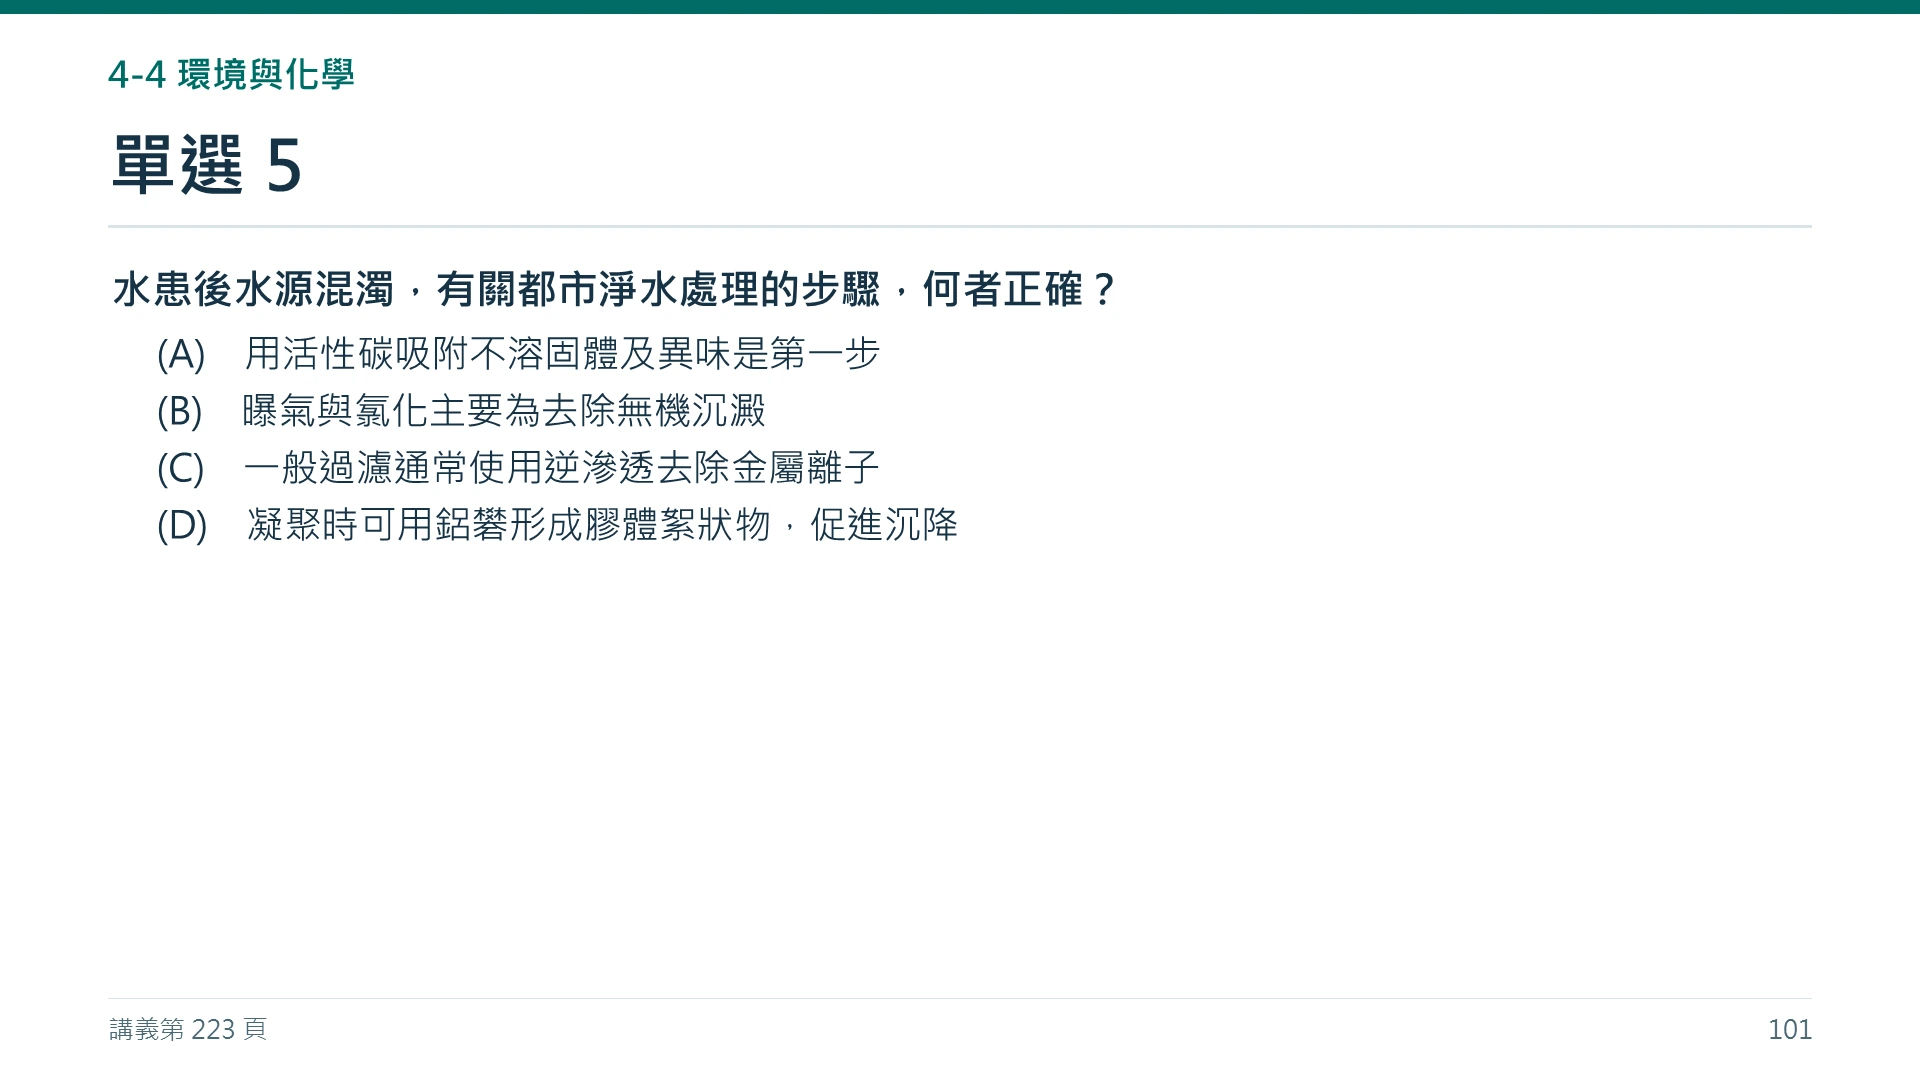 4-4 環境與化學
單選 5
水患後水源混濁，有關都市淨水處理的步驟，何者正確？
(A) 用活性碳吸附不溶固體及異味是第一步
(B) 曝氣與氯化主要為去除無機沉澱
(C) 一般過濾通常使用逆滲透去除金屬離子
(D) 凝聚時可用鋁礬形成膠體絮狀物，促進沉降
講義第 223 頁
101